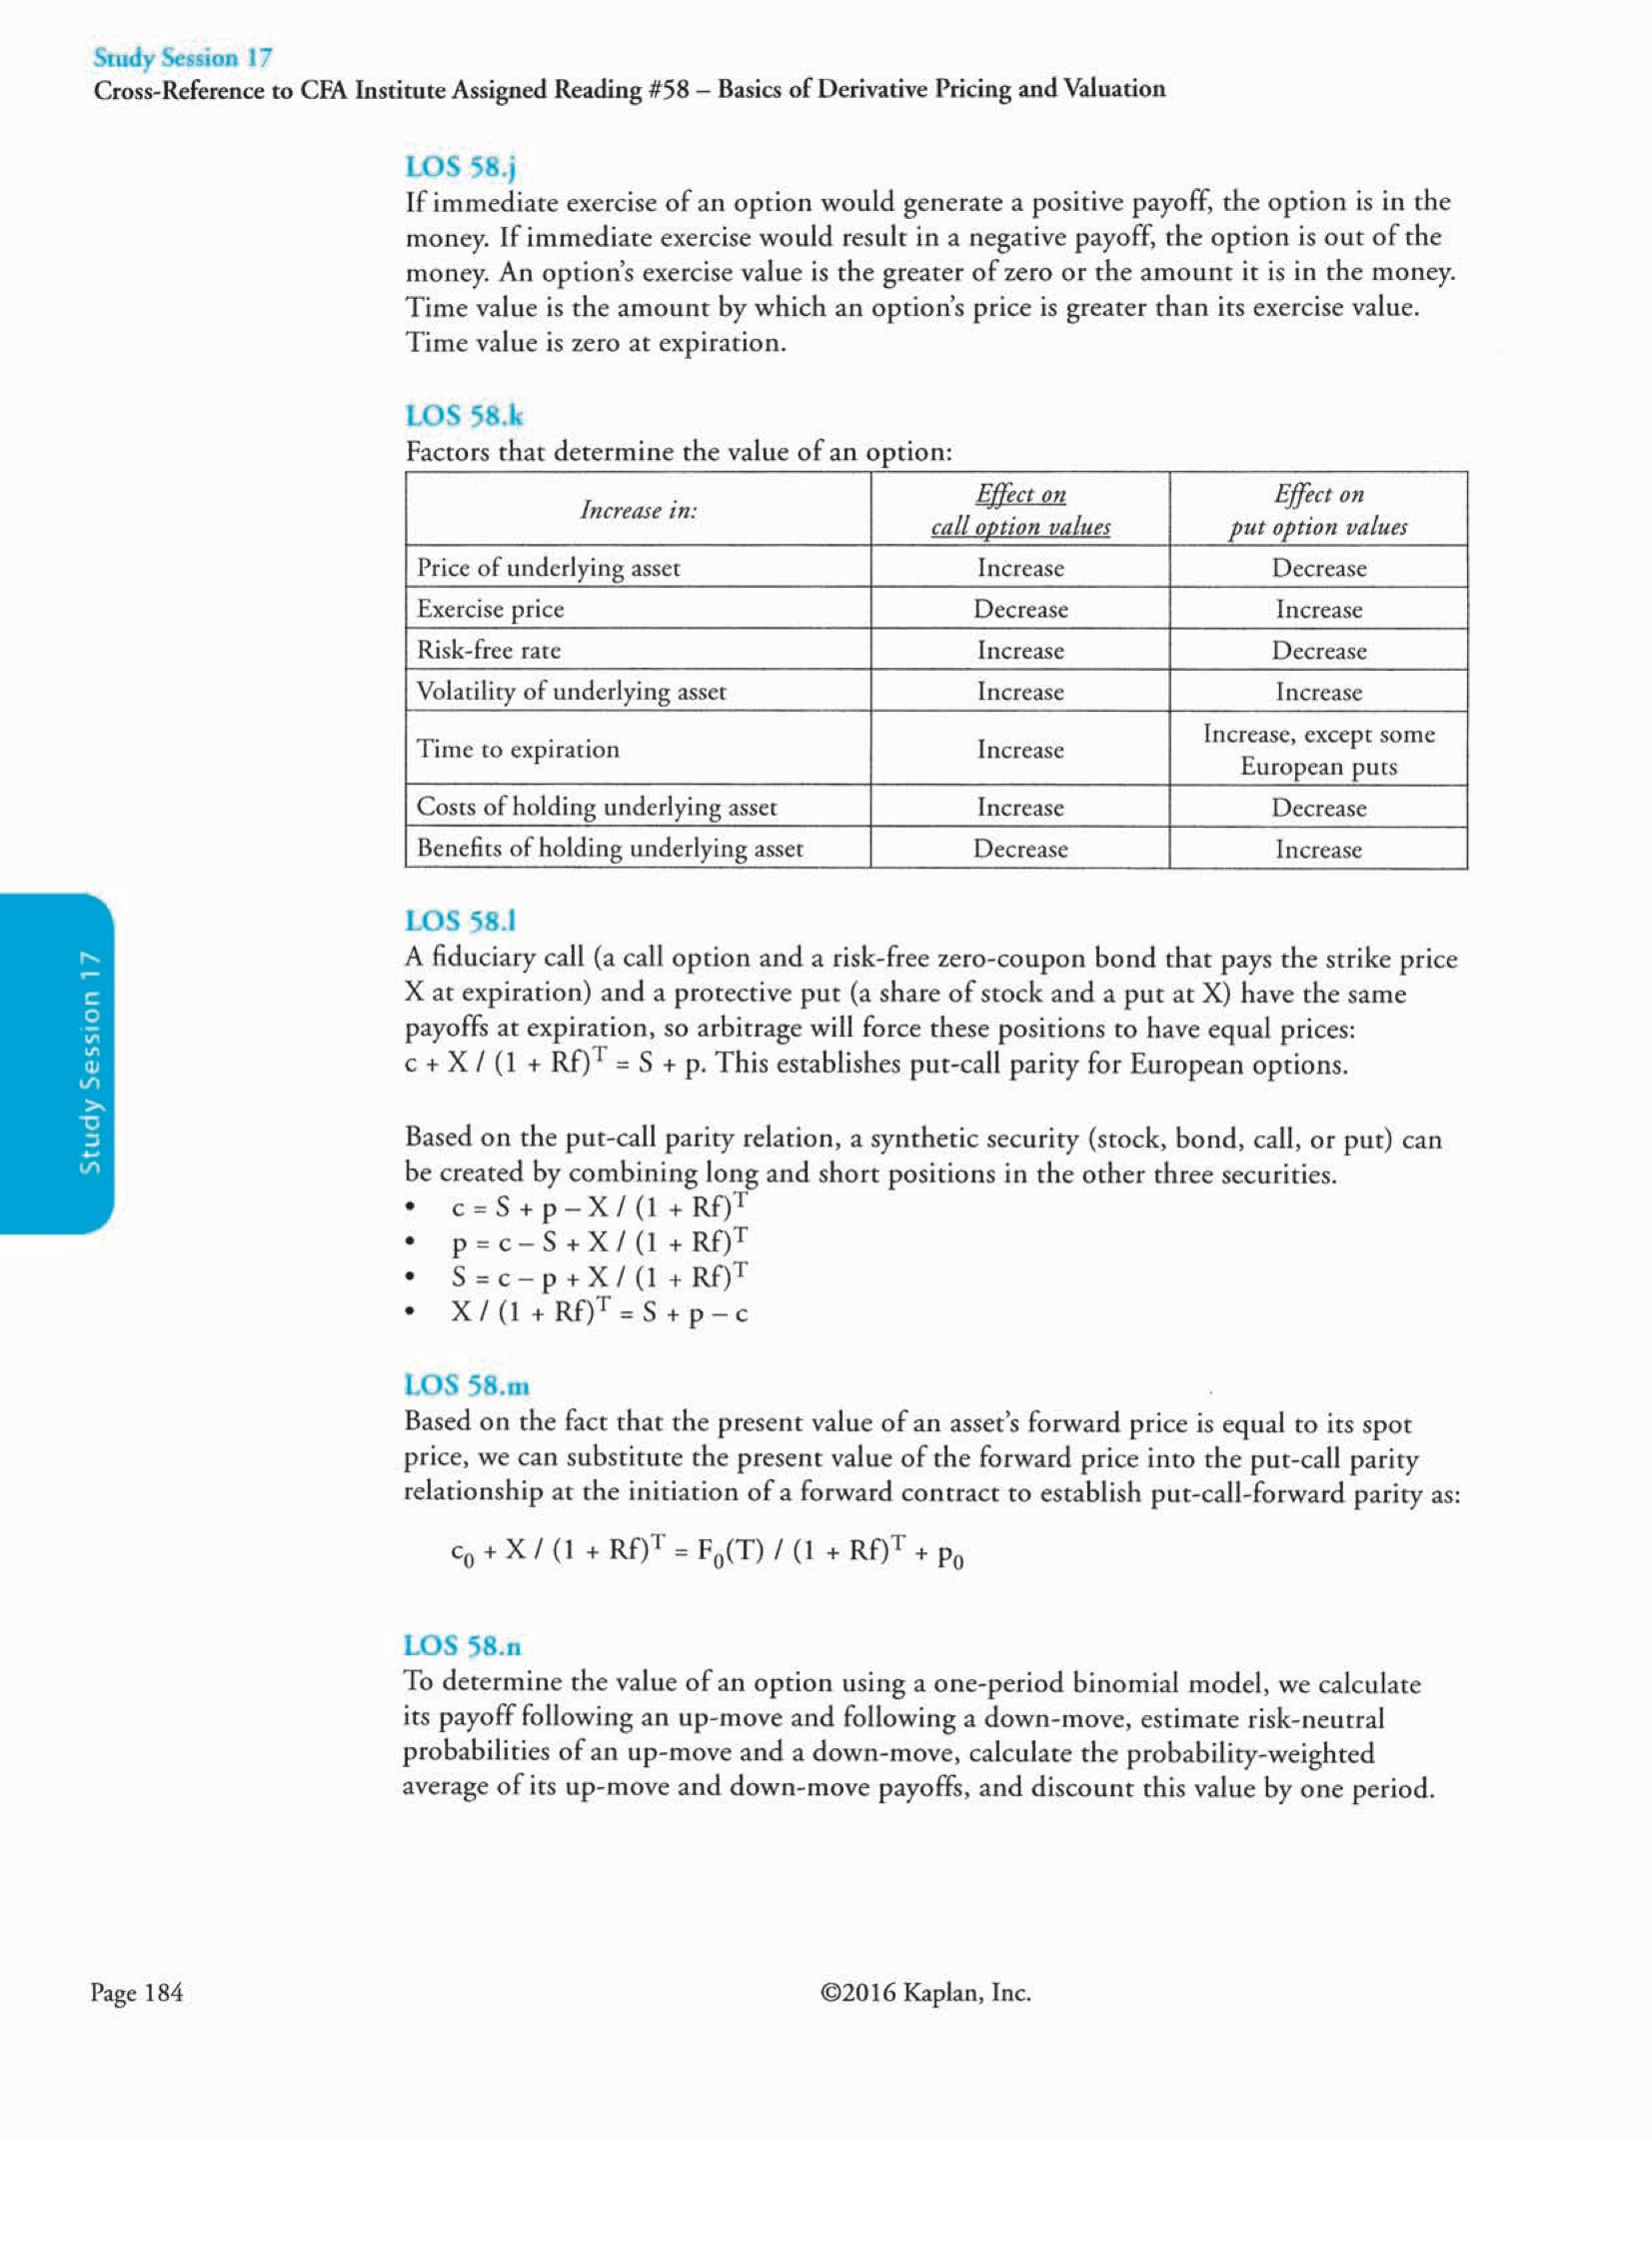 Study Session 17
Cross-Reference to CFA Institute Assigned Reading #58 – Basics of Derivative Pricing and Valuation
LOS 58.j
If immediate exercise of an option would generate a positive payoff, the option is in the
money. If immediate exercise would result in a negative payoff, the option is out of the
money. An option's exercise value is the greater of zero or the amount it is in the money.
Time value is the amount by which an option's price is greater than its exercise value.
Time value is zero at expiration.
LOS 58.k
Factors that determine the value of an option:
Increase in: Effect on call option values Effect on put option values
Price of underlying asset Increase Decrease
Exercise price Decrease Increase
Risk-free rate Increase Decrease
Volatility of underlying asset Increase Increase
Time to expiration Increase Increase, except some European puts
Costs of holding underlying asset Increase Decrease
Benefits of holding underlying asset Decrease Increase
LOS 58.l
A fiduciary call (a call option and a risk-free zero-coupon bond that pays the strike price
X at expiration) and a protective put (a share of stock and a put at X) have the same
payoffs at expiration, so arbitrage will force these positions to have equal prices:
c + X / (1 + Rf)^T = S + p. This establishes put-call parity for European options.
Based on the put-call parity relation, a synthetic security (stock, bond, call, or put) can
be created by combining long and short positions in the other three securities.
• c = S + p – X / (1 + Rf)^T
• p = c – S + X / (1 + Rf)^T
• S = c – p + X / (1 + Rf)^T
• X / (1 + Rf)^T = S + p – c
LOS 58.m
Based on the fact that the present value of an asset's forward price is equal to its spot
price, we can substitute the present value of the forward price into the put-call parity
relationship at the initiation of a forward contract to establish put-call-forward parity as:
c₀ + X / (1 + Rf)^T = F₀(T) / (1 + Rf)^T + p₀
LOS 58.n
To determine the value of an option using a one-period binomial model, we calculate
its payoff following an up-move and following a down-move, estimate risk-neutral
probabilities of an up-move and a down-move, calculate the probability-weighted
average of its up-move and down-move payoffs, and discount this value by one period.
Study Session 17
Page 184
©2016 Kaplan, Inc.